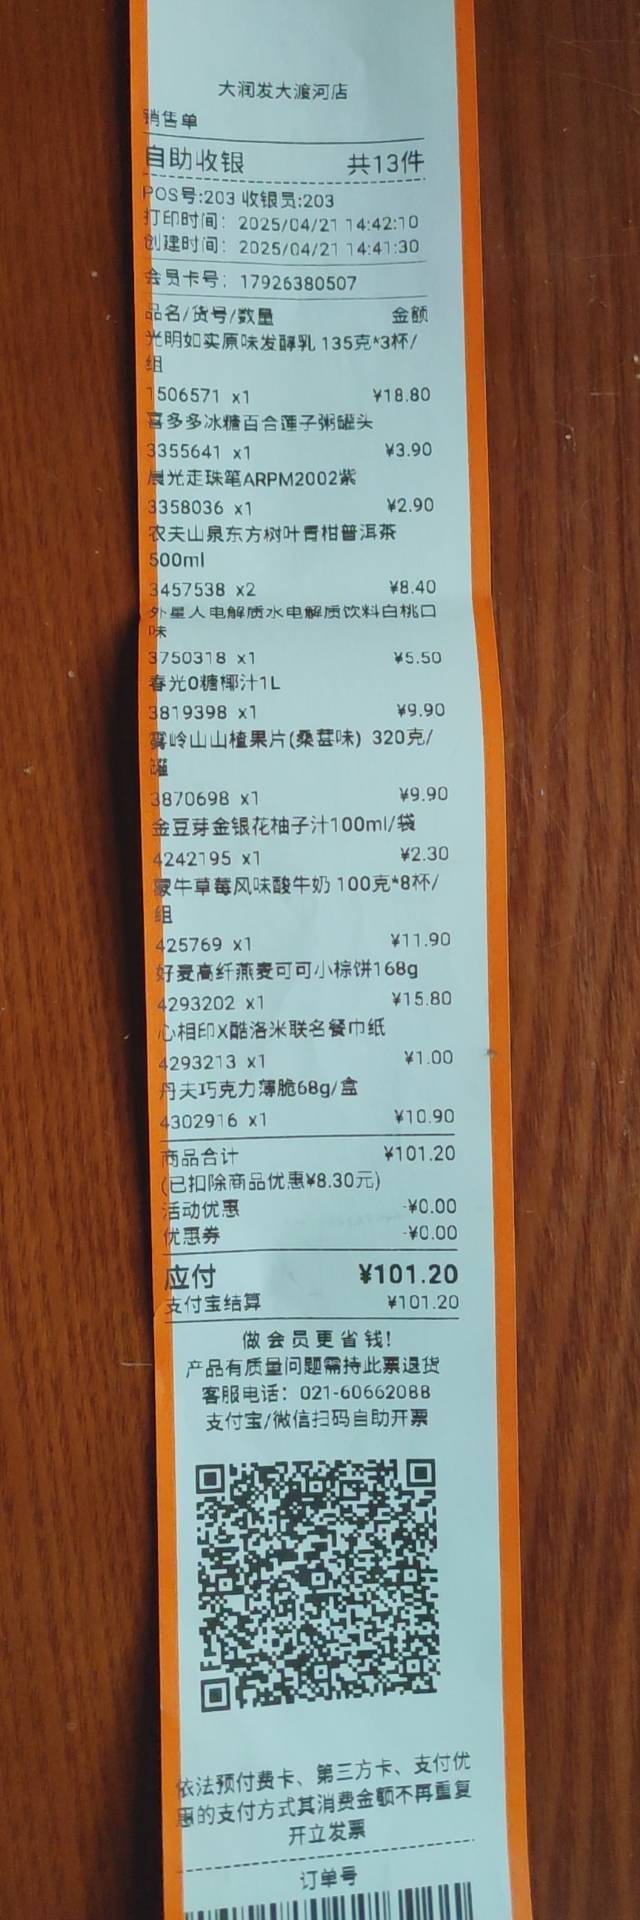 大润发大渡河店
销售单
自助收银 共13件
POS号:203 收银员:203
打印时间: 2025/04/21 14:42:10
创建时间: 2025/04/21 14:41:30
会员卡号: 17926380507
品名/货号/数量 金额
光明如实原味发酵乳 135克*3杯/
组
1506571 x1 ¥18.80
喜多多冰糖百合莲子粥罐头
3355641 x1 ¥3.90
晨光走珠笔ARPM2002紫
3358036 x1 ¥2.90
农夫山泉东方树叶青柑普洱茶
500ml
3457538 x2 ¥8.40
外星人电解质水电解质饮料白桃口
味
3750318 x1 ¥5.50
春光0糖椰汁1L
3819398 x1 ¥9.90
雾岭山山楂果片(桑葚味) 320克/
罐
3870698 x1 ¥9.90
金豆芽金银花柚子汁100ml/袋
4242195 x1 ¥2.30
蒙牛草莓风味酸牛奶 100克*8杯/
组
425769 x1 ¥11.90
好麦高纤燕麦可可小棕饼168g
4293202 x1 ¥15.80
心相印X酷洛米联名餐巾纸
4293213 x1 ¥1.00
丹夫巧克力薄脆68g/盒
4302916 x1 ¥10.90
商品合计 ¥101.20
(已扣除商品优惠¥8.30元)
活动优惠 -¥0.00
优惠券 -¥0.00
应付 ¥101.20
支付宝结算 ¥101.20
做会员更省钱!
产品有质量问题需持此票退货
客服电话: 021-60662088
支付宝/微信扫码自助开票
依法预付费卡、第三方卡、支付优
惠的支付方式其消费金额不再重复
开立发票
订单号